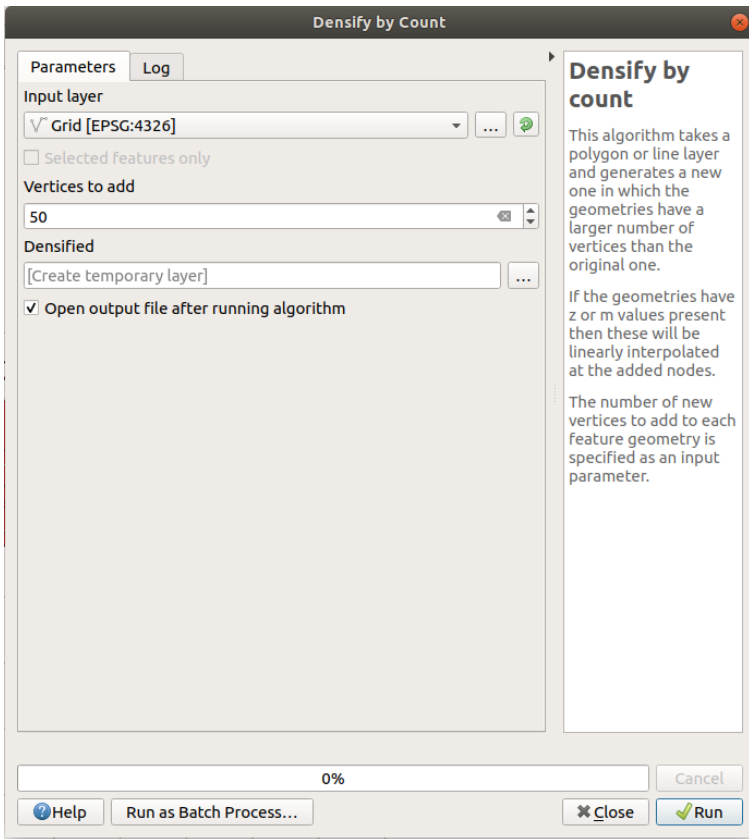 Densify by Count
Parameters
Log
Input layer
Grid [EPSG:4326]
...
Selected features only
Vertices to add
50
Densified
[Create temporary layer]
...
Open output file after running algorithm
Densify by
count
This algorithm takes a
polygon or line layer
and generates a new
one in which the
geometries have a
larger number of
vertices than the
original one.
If the geometries have
z or m values present
then these will be
linearly interpolated
at the added nodes.
The number of new
vertices to add to each
feature geometry is
specified as an input
parameter.
0%
Cancel
Help
Run as Batch Process...
Close
Run